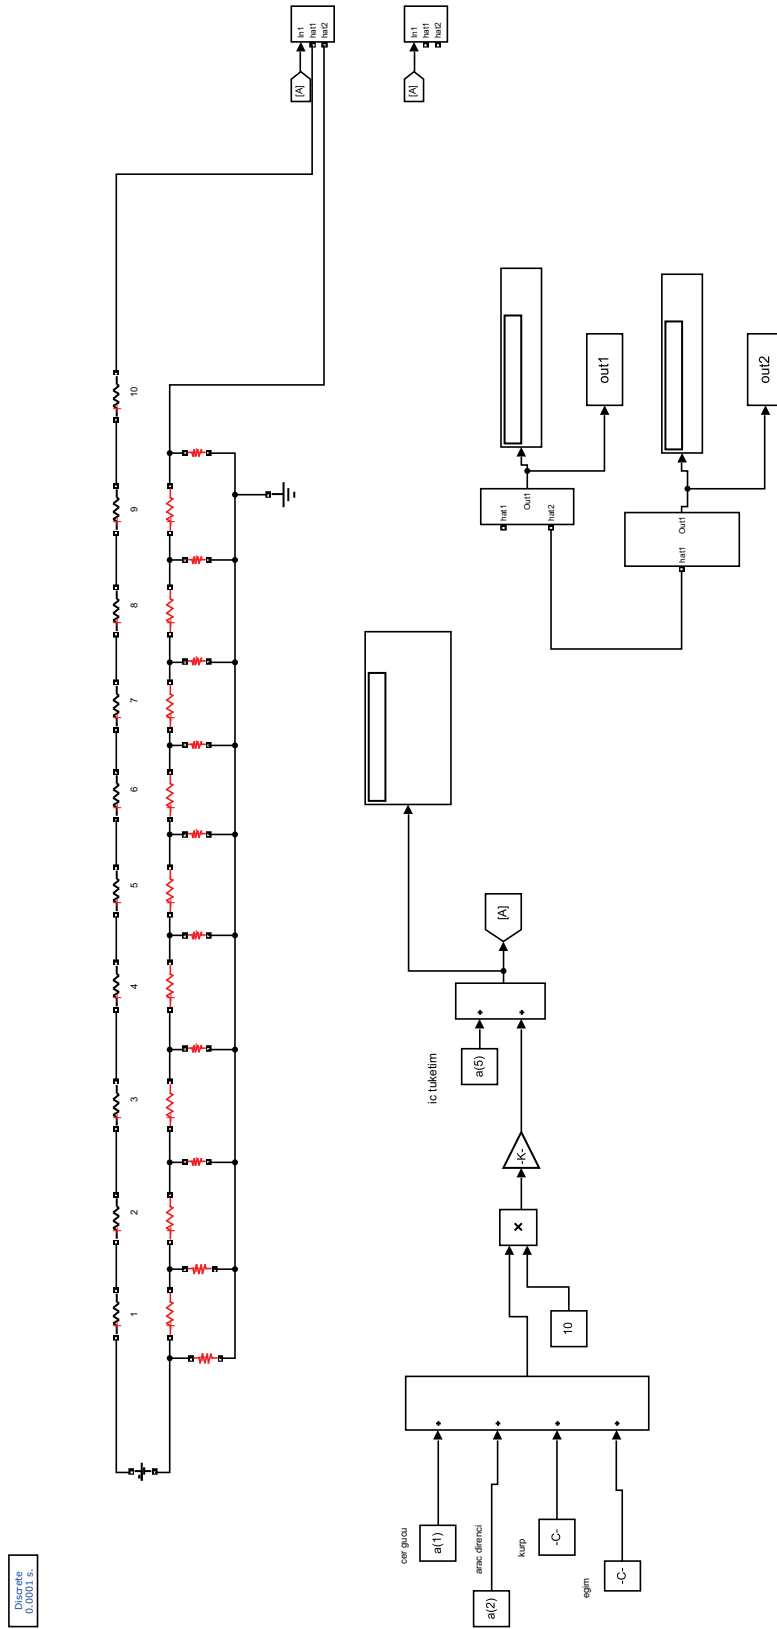 In1
hat1
hat2
In1
hat1
hat2
[A]
[A]
10
9
8
7
6
5
4
3
2
1
out1
out2
hat1
Out1
hat2
hat1
Out1
[A]
a(5)
ic tuketim
-K-
×
10
+
+
+
+
+
+
cer gucu
a(1)
arac direnci
a(2)
kurp
-C-
egim
-C-
Discrete
0.0001 s.